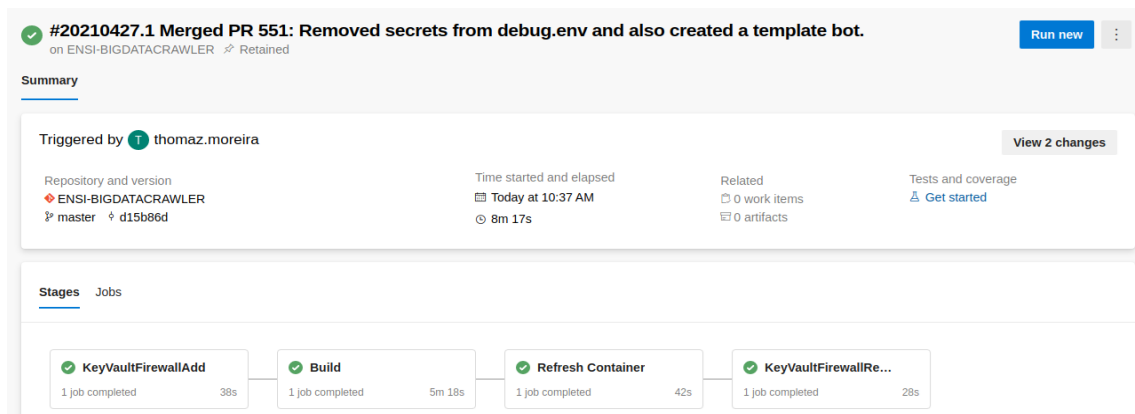 #20210427.1 Merged PR 551: Removed secrets from debug.env and also created a template bot.
on ENSI-BIGDATACRAWLER Retained
Run new
Summary
Triggered by T thomaz.moreira
View 2 changes
Repository and version
ENSI-BIGDATACRAWLER
master d15b86d
Time started and elapsed
Today at 10:37 AM
8m 17s
Related
0 work items
0 artifacts
Tests and coverage
Get started
Stages Jobs
KeyVaultFirewallAdd
1 job completed 38s
Build
1 job completed 5m 18s
Refresh Container
1 job completed 42s
KeyVaultFirewallRe...
1 job completed 28s